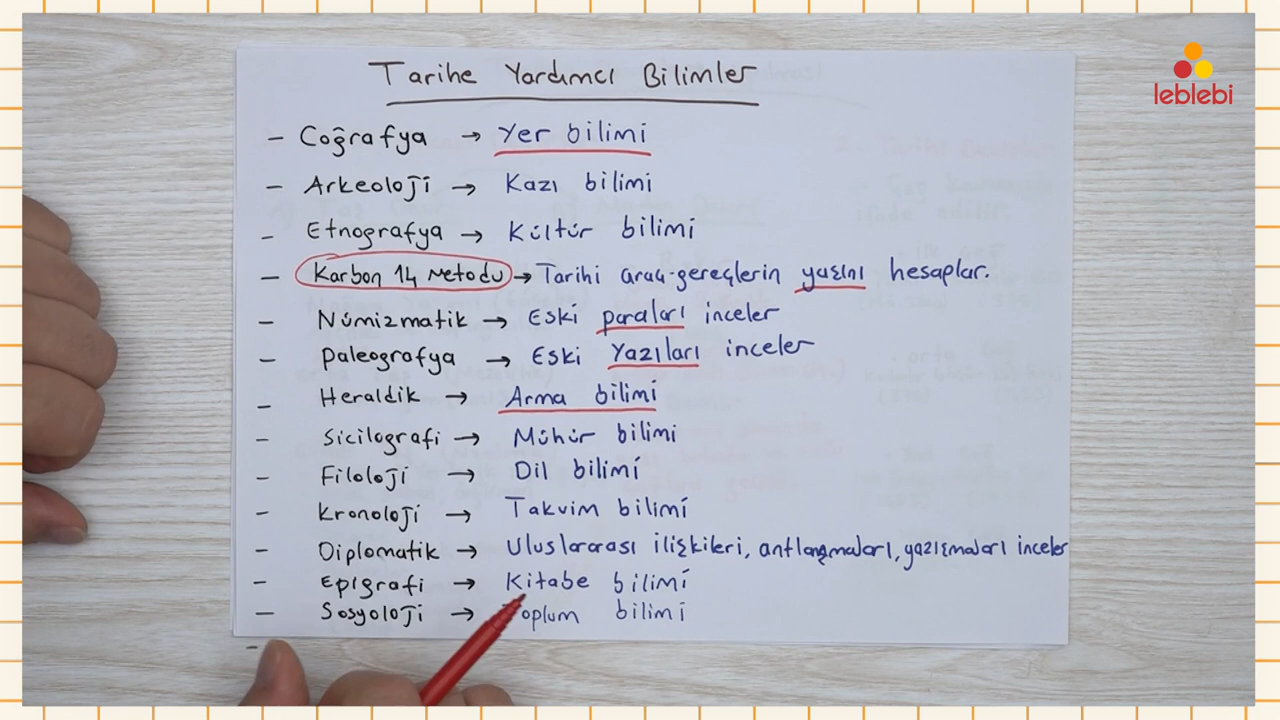 Tarihe Yardımcı Bilimler
leblebi
- Coğrafya → Yer bilimi
- Arkeoloji → Kazı bilimi
- Etnografya → Kültür bilimi
- Karbon 14 Metodu → Tarihi araç-gereçlerin yaşını hesaplar.
- Nümizmatik → Eski paraları inceler
- Paleografya → Eski Yazıları inceler
- Heraldik → Arma bilimi
- Sicilografi → Mühür bilimi
- Filoloji → Dil bilimi
- Kronoloji → Takvim bilimi
- Diplomatik → Uluslararası ilişkileri, antlaşmaları, yazışmaları inceler
- Epigrafi → Kitabe bilimi
- Sosyoloji → Toplum bilimi